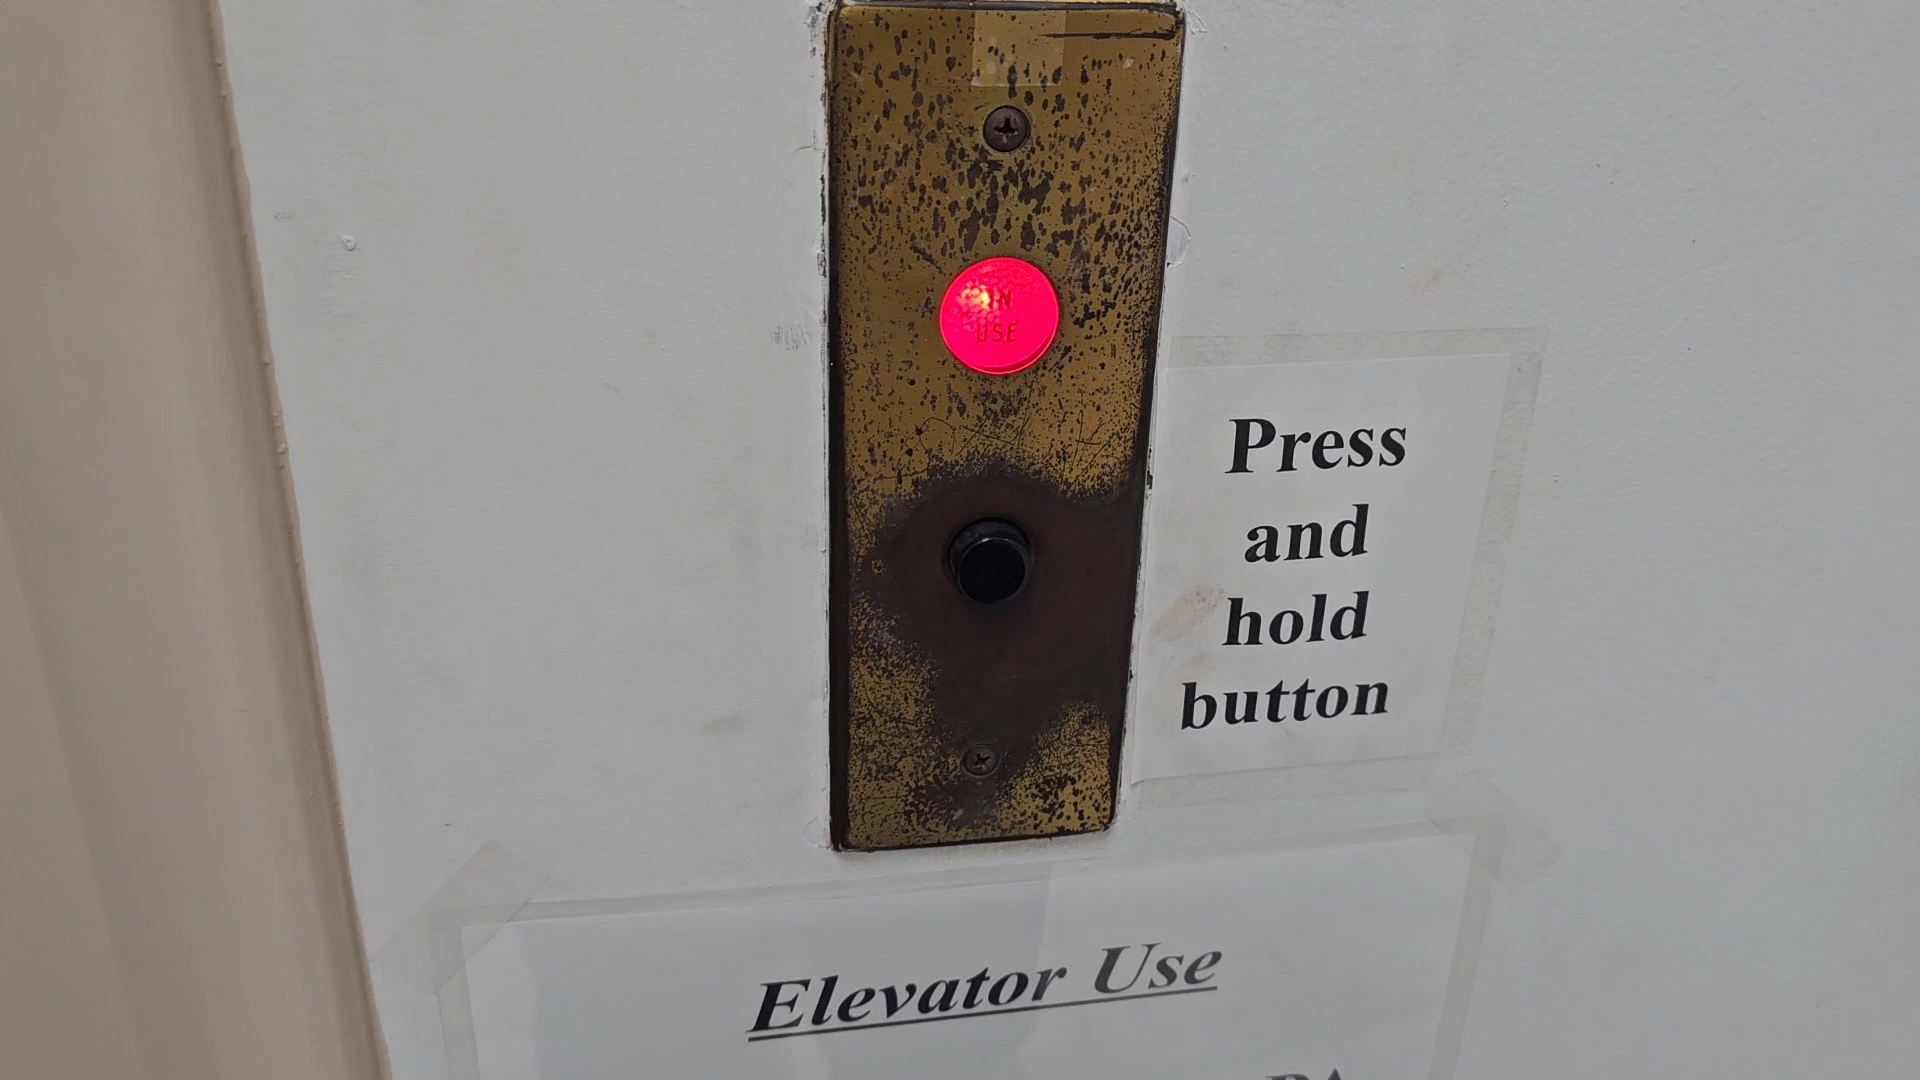 IN
USE
Press
and
hold
button
Elevator Use